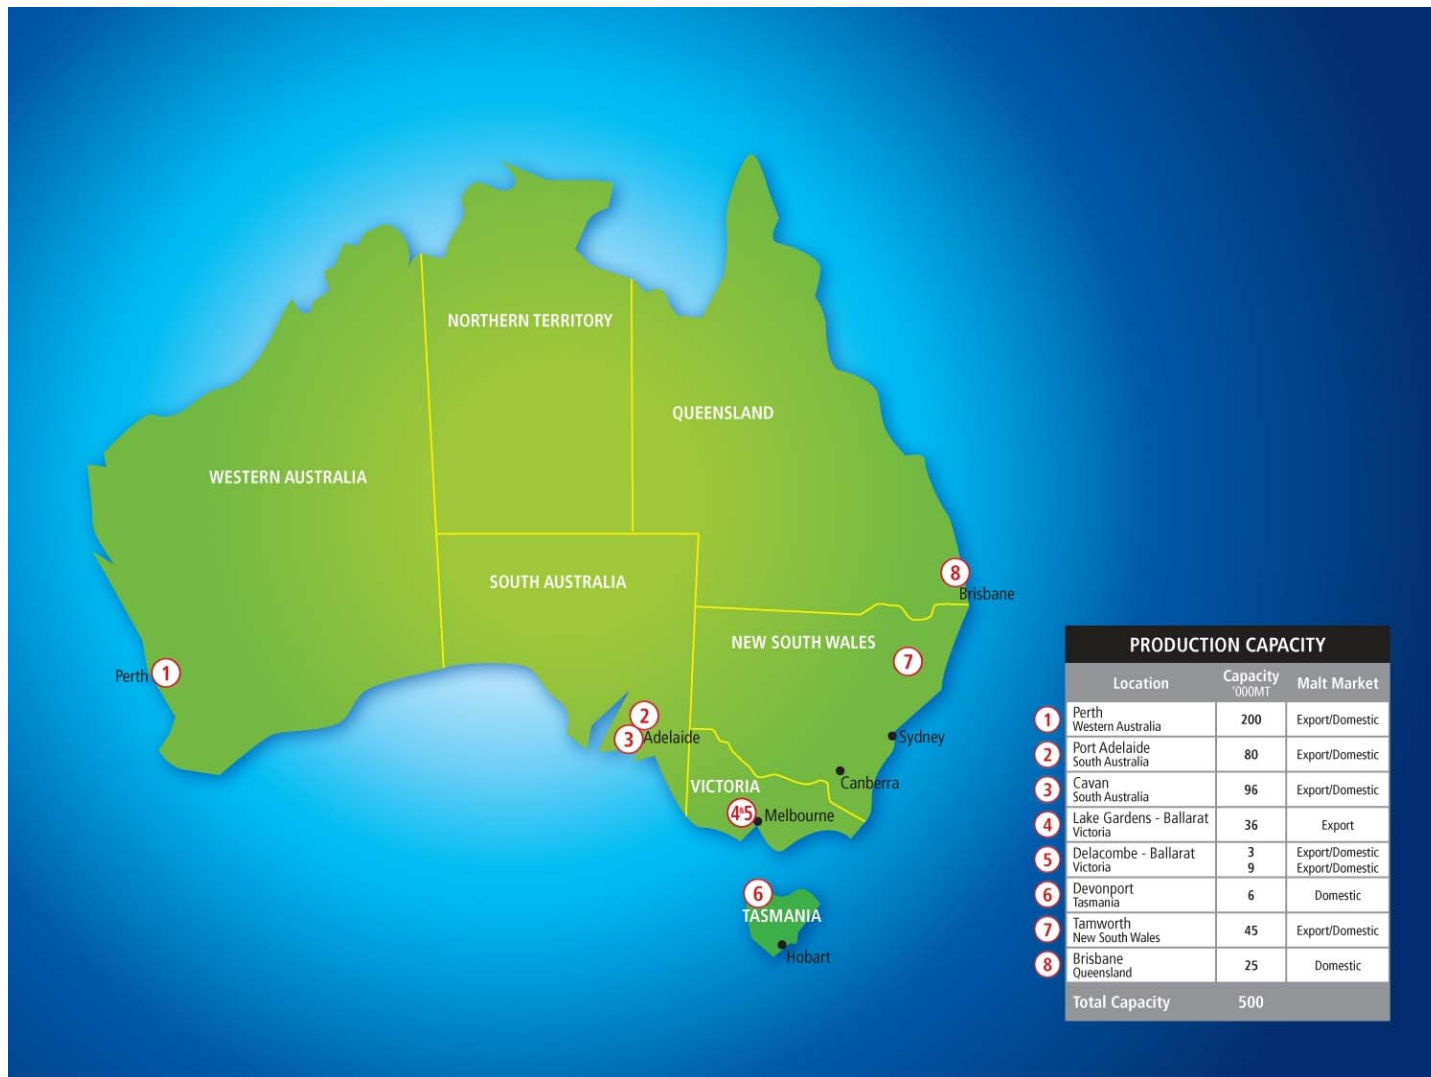 NORTHERN TERRITORY
QUEENSLAND
WESTERN AUSTRALIA
SOUTH AUSTRALIA
8
Brisbane
NEW SOUTH WALES
7
Perth 1
2
3 Adelaide
Sydney
Canberra
VICTORIA
4&5 Melbourne
6
TASMANIA
Hobart
PRODUCTION CAPACITY
Location Capacity '000MT Malt Market
1 Perth Western Australia 200 Export/Domestic
2 Port Adelaide South Australia 80 Export/Domestic
3 Cavan South Australia 96 Export/Domestic
4 Lake Gardens - Ballarat Victoria 36 Export
5 Delacombe - Ballarat Victoria 3 Export/Domestic
9 Export/Domestic
6 Devonport Tasmania 6 Domestic
7 Tamworth New South Wales 45 Export/Domestic
8 Brisbane Queensland 25 Domestic
Total Capacity 500